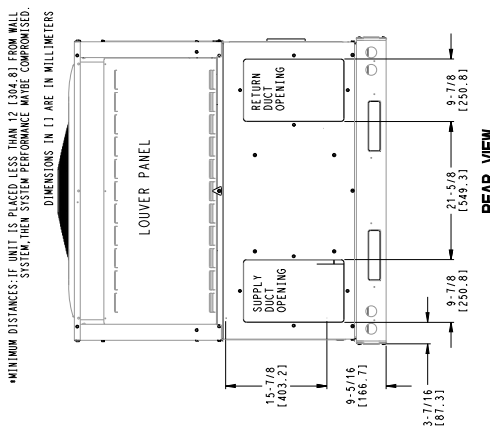 *MINIMUM DISTANCES:IF UNIT IS PLACED LESS THAN 12 [304.8] FROM WALL
SYSTEM,THEN SYSTEM PERFORMANCE MAYBE COMPROMISED.
DIMENSIONS IN [] ARE IN MILLIMETERS
LOUVER PANEL
SUPPLY
DUCT
OPENING
RETURN
DUCT
OPENING
15-7/8
[403.2]
9-5/16
[166.7]
3-7/16
[87.3]
9-7/8
[250.8]
21-5/8
[549.3]
9-7/8
[250.8]
REAR VIEW